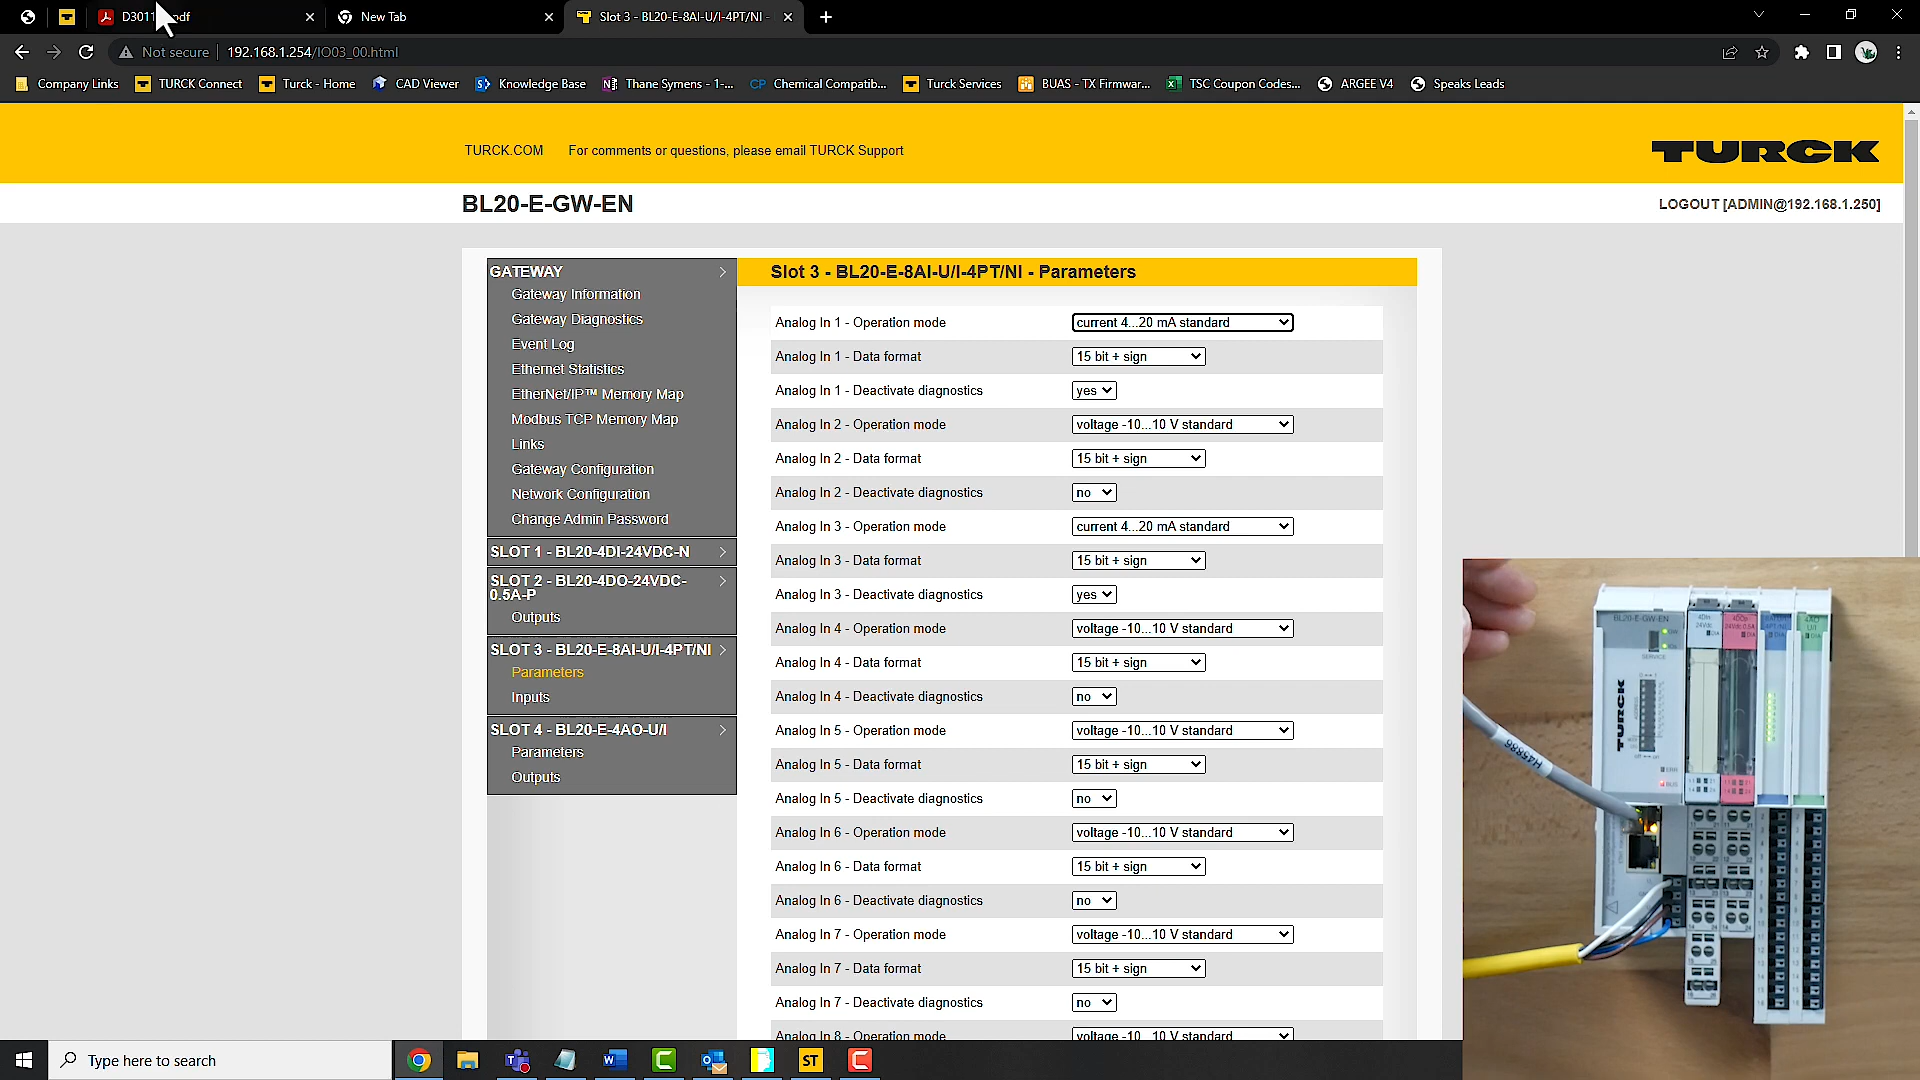 D3011 pdf
New Tab
Slot 3 - BL20-E-8AI-U/I-4PT/NI -
Not secure
192.168.1.254/IO03_00.html
Company Links
TURCK Connect
Turck - Home
CAD Viewer
Knowledge Base
Thane Symens - 1-...
CP Chemical Compatib...
Turck Services
BUAS - TX Firmwar...
TSC Coupon Codes...
ARGEE V4
Speaks Leads
TURCK.COM
For comments or questions, please email TURCK Support
TURCK
BL20-E-GW-EN
LOGOUT [ADMIN@192.168.1.250]
GATEWAY
Gateway Information
Gateway Diagnostics
Event Log
Ethernet Statistics
EtherNet/IP™ Memory Map
Modbus TCP Memory Map
Links
Gateway Configuration
Network Configuration
Change Admin Password
SLOT 1 - BL20-4DI-24VDC-N
SLOT 2 - BL20-4DO-24VDC-
0.5A-P
Outputs
SLOT 3 - BL20-E-8AI-U/I-4PT/NI
Parameters
Inputs
SLOT 4 - BL20-E-4AO-U/I
Parameters
Outputs
Slot 3 - BL20-E-8AI-U/I-4PT/NI - Parameters
Analog In 1 - Operation mode current 4...20 mA standard
Analog In 1 - Data format 15 bit + sign
Analog In 1 - Deactivate diagnostics yes
Analog In 2 - Operation mode voltage -10...10 V standard
Analog In 2 - Data format 15 bit + sign
Analog In 2 - Deactivate diagnostics no
Analog In 3 - Operation mode current 4...20 mA standard
Analog In 3 - Data format 15 bit + sign
Analog In 3 - Deactivate diagnostics yes
Analog In 4 - Operation mode voltage -10...10 V standard
Analog In 4 - Data format 15 bit + sign
Analog In 4 - Deactivate diagnostics no
Analog In 5 - Operation mode voltage -10...10 V standard
Analog In 5 - Data format 15 bit + sign
Analog In 5 - Deactivate diagnostics no
Analog In 6 - Operation mode voltage -10...10 V standard
Analog In 6 - Data format 15 bit + sign
Analog In 6 - Deactivate diagnostics no
Analog In 7 - Operation mode voltage -10...10 V standard
Analog In 7 - Data format 15 bit + sign
Analog In 7 - Deactivate diagnostics no
Analog In 8 - Operation mode voltage -10...10 V standard
BL20-E-GW-EN
SERVICE
TURCK
H45886
Type here to search
ST